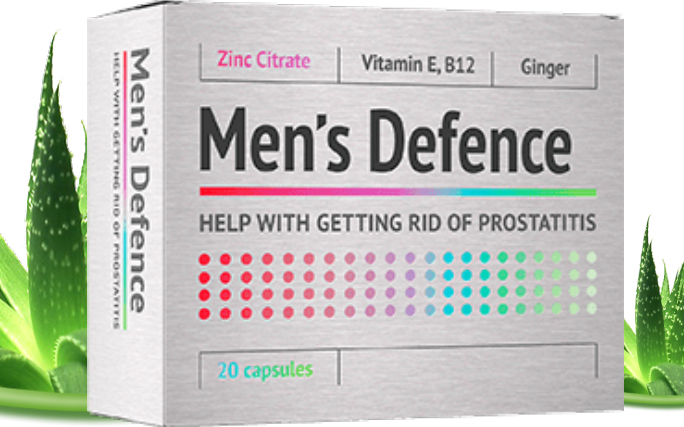 Zinc Citrate
Vitamin E, B12
Ginger
Men's Defence
HELP WITH GETTING RID OF PROSTATITIS
20 capsules
Men's Defence
HELP WITH GETTING RID OF PROSTATITIS